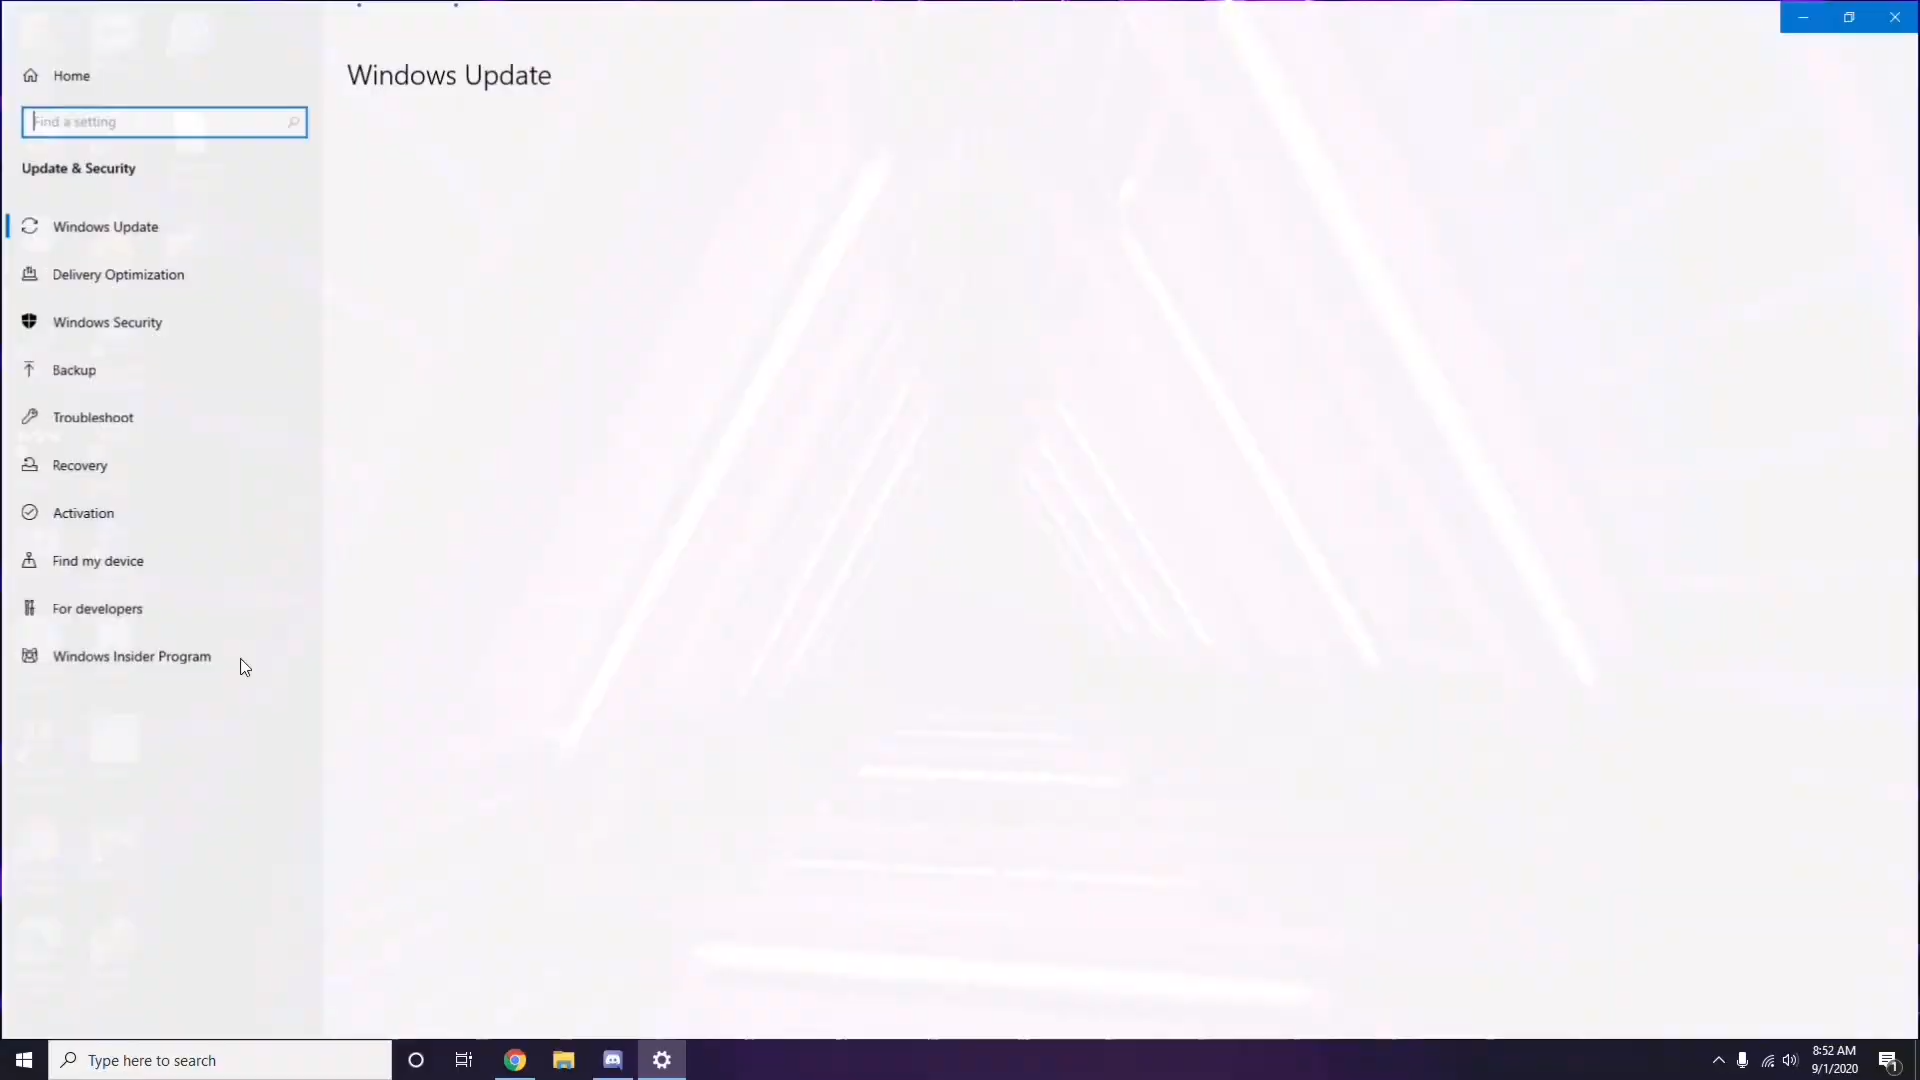 Home
Windows Update
Find a setting
Update & Security
Windows Update
Delivery Optimization
Windows Security
Backup
Troubleshoot
Recovery
Activation
Find my device
For developers
Windows Insider Program
Type here to search
8:52 AM
9/1/2020
1